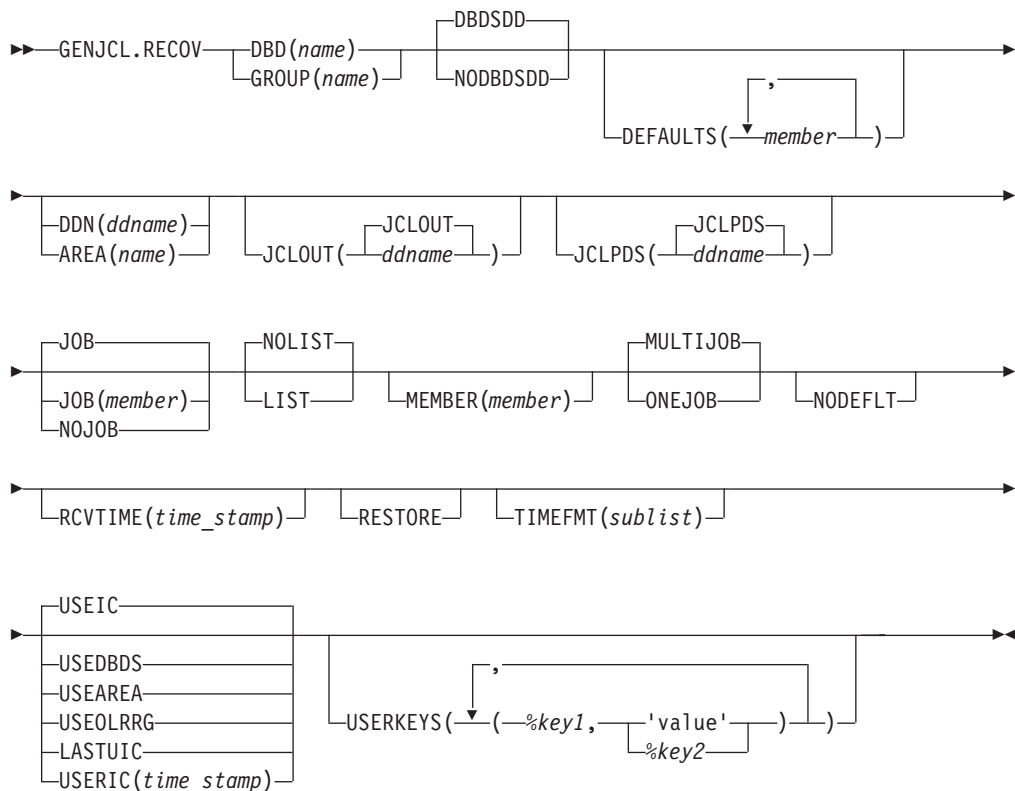 DBDSDD
GENJCL.RECOV DBD(name) NODBDSDD
GROUP(name)
,
DEFAULTS( member )
DDN(ddname) JCLOUT JCLPDS
AREA(name) JCLOUT( ddname ) JCLPDS( ddname )
JOB NOLIST MULTIJOB
JOB(member) LIST MEMBER(member) ONEJOB NODEFLT
NOJOB
RCVTIME(time_stamp) RESTORE TIMEFMT(sublist)
USEIC
USEDBDS ,
USEAREA
USEOLRRG USERKEYS( ( %key1, 'value' ) )
LASTUIC %key2
USERIC(time stamp)